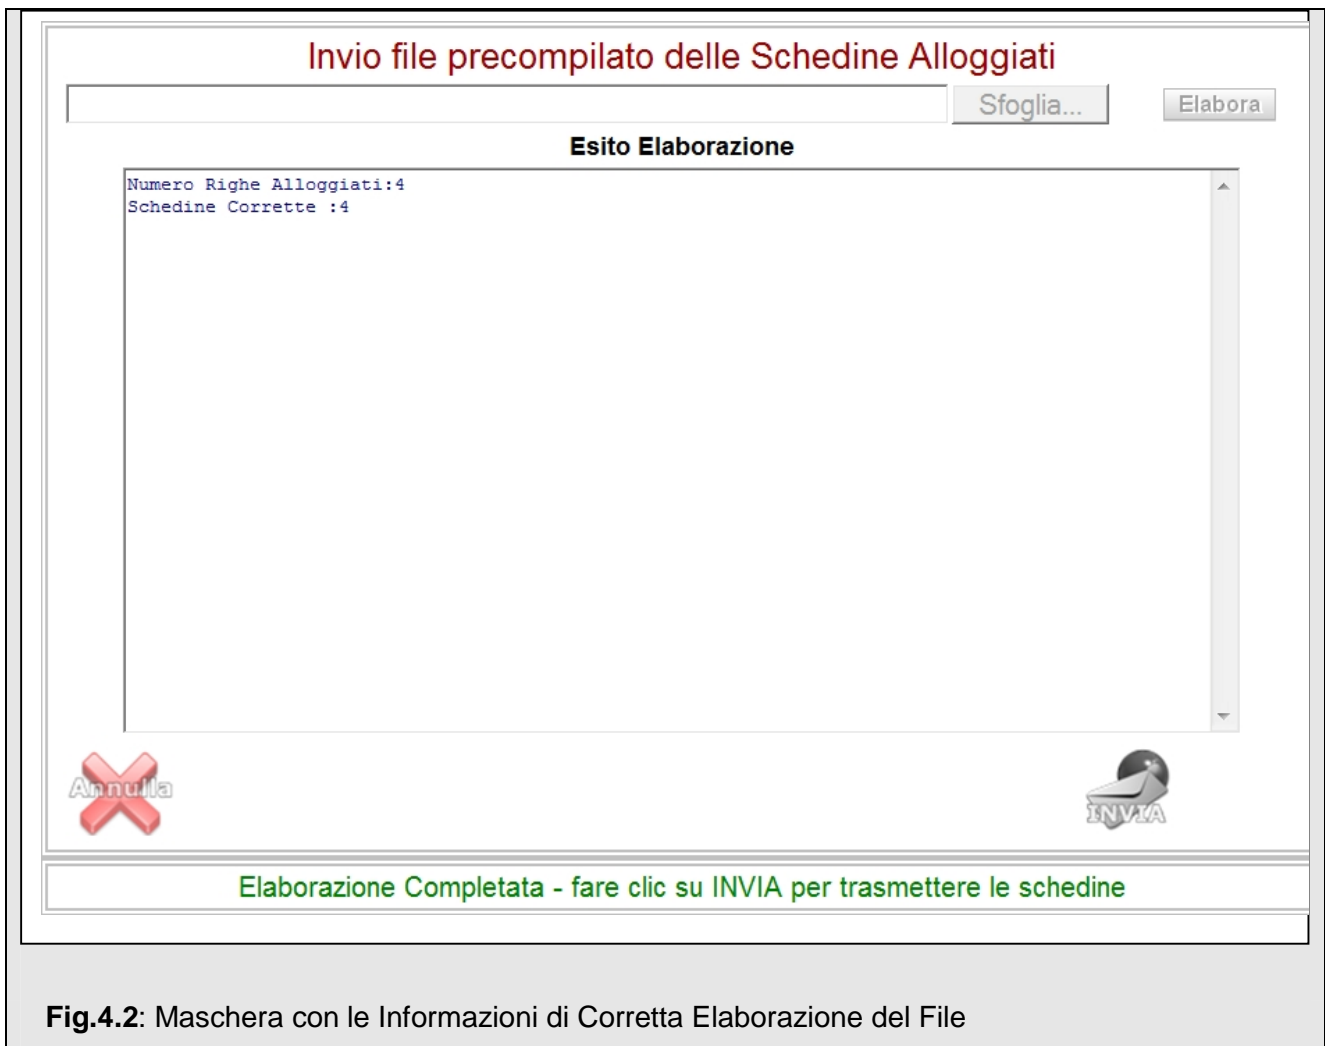 Invio file precompilato delle Schedine Alloggiati
Sfoglia... Elabora
Esito Elaborazione
Numero Righe Alloggiati:4
Schedine Corrette :4
Annulla INVIA
Elaborazione Completata - fare clic su INVIA per trasmettere le schedine
Fig.4.2: Maschera con le Informazioni di Corretta Elaborazione del File